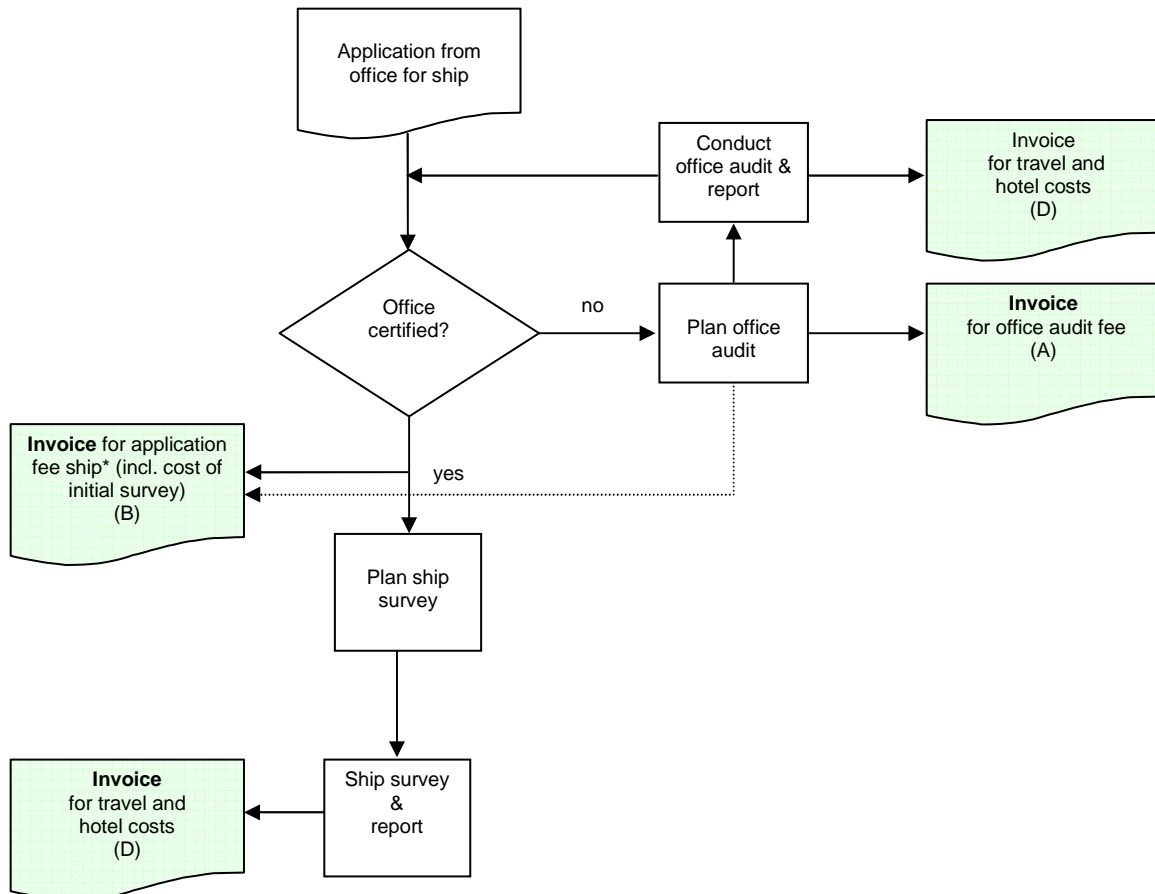 Application from
office for ship
Conduct
office audit &
report
Invoice
for travel and
hotel costs
(D)
Office
certified?
no
Plan office
audit
Invoice
for office audit fee
(A)
Invoice for application
fee ship* (incl. cost of
initial survey)
(B)
yes
Plan ship
survey
Invoice
for travel and
hotel costs
(D)
Ship survey
&
report